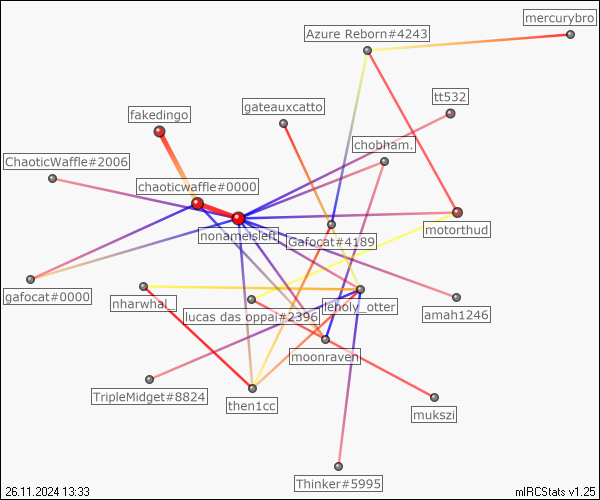 mercurybro
Azure Reborn#4243
tt532
gateauxcatto
fakedingo
chobham.
ChaoticWaffle#2006
chaoticwaffle#0000
motorthud
nonameisleft
Gafocat#4189
gafocat#0000
nharwhal_
leholy_otter
lucas das oppai#2396
amah1246
moonraven
TripleMidget#8824
then1cc
mukszi
Thinker#5995
26.11.2024 13:33
mIRCStats v1.25